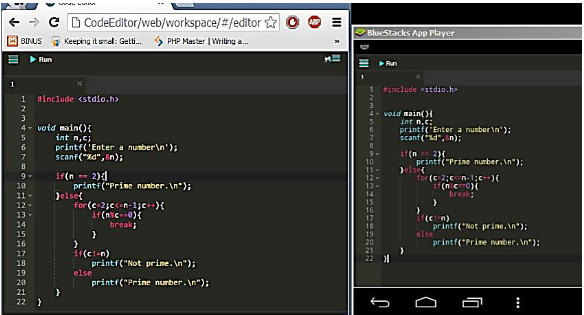 Code Editor
CodeEditor/web/workspace/#/editor
ABP
BINUS Keeping it small: Getti... PHP Master | Writing a... »
Run
1 ×
1 #include <stdio.h>
2
3
4 void main(){
5 int n,c;
6 printf('Enter a number\n');
7 scanf("%d",&n);
8
9 if(n == 2){
10 printf("Prime number.\n");
11 }else{
12 for(c=2;c<=n-1;c++){
13 if(n%c==0){
14 break;
15 }
16 }
17 if(c!=n)
18 printf("Not prime.\n");
19 else
20 printf("Prime number.\n");
21 }
22 }
BlueStacks App Player
Run
1 ×
1 #include <stdio.h>
2
3
4 void main(){
5 int n,c;
6 printf('Enter a number\n');
7 scanf("%d",&n);
8
9 if(n == 2){
10 printf("Prime number.\n");
11 }else{
12 for(c=2;c<=n-1;c++){
13 if(n%c==0){
14 break;
15 }
16 }
17 if(c!=n)
18 printf("Not prime.\n");
19 else
20 printf("Prime number.\n");
21 }
22 }